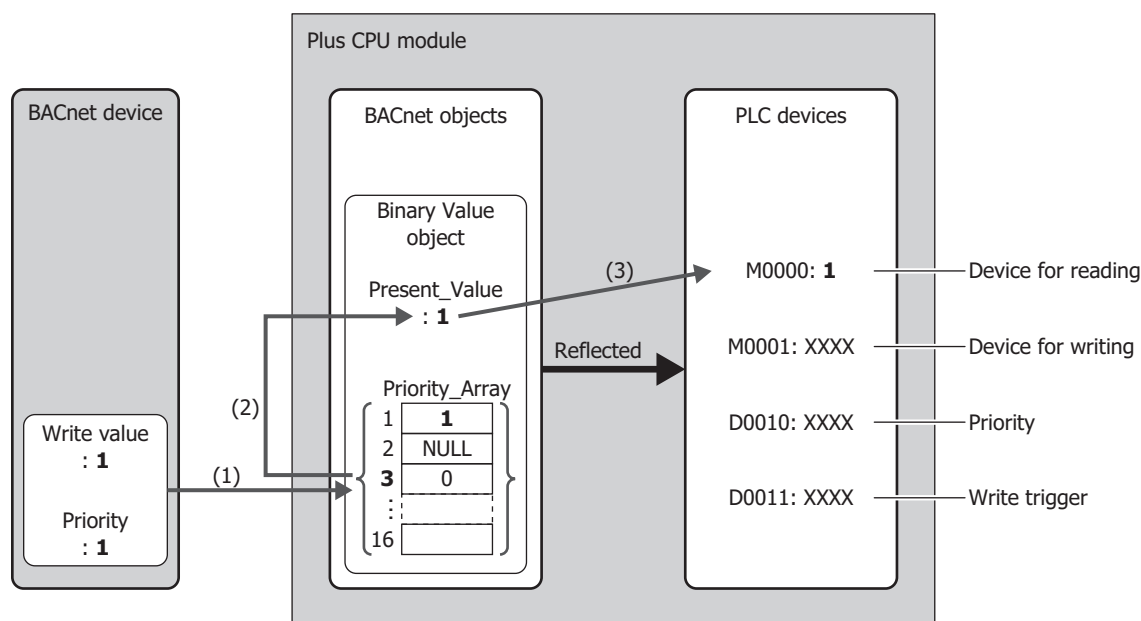 Plus CPU module
BACnet device
Write value
: 1
Priority
: 1
(1)
(2)
BACnet objects
Binary Value
object
Present_Value
: 1
Priority_Array
1 1
2 NULL
3 0
⋮
16
(3)
Reflected
PLC devices
M0000: 1 Device for reading
M0001: XXXX Device for writing
D0010: XXXX Priority
D0011: XXXX Write trigger